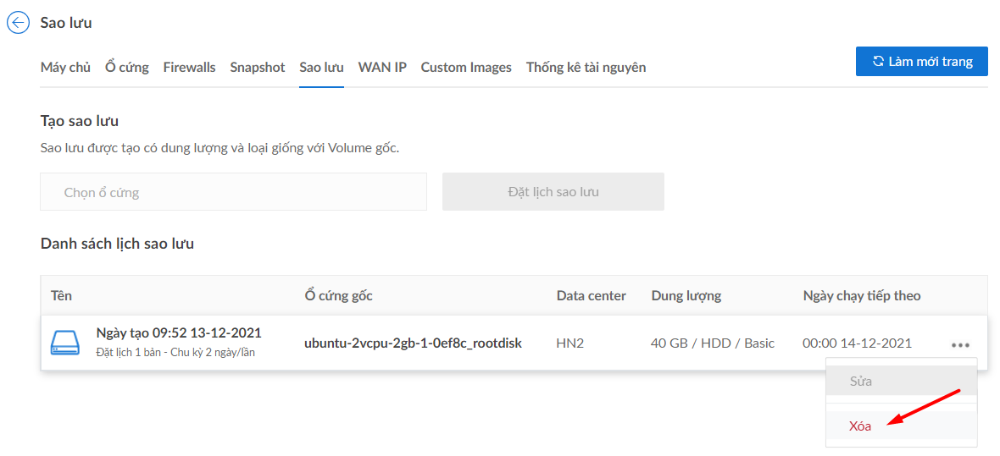 Sao lưu
Máy chủ Ổ cứng Firewalls Snapshot Sao lưu WAN IP Custom Images Thống kê tài nguyên Làm mới trang
Tạo sao lưu
Sao lưu được tạo có dung lượng và loại giống với Volume gốc.
Chọn ổ cứng Đặt lịch sao lưu
Danh sách lịch sao lưu
Tên Ổ cứng gốc Data center Dung lượng Ngày chạy tiếp theo
Ngày tạo 09:52 13-12-2021
Đặt lịch 1 bản - Chu kỳ 2 ngày/lần
ubuntu-2vcpu-2gb-1-0ef8c_rootdisk HN2 40 GB / HDD / Basic 00:00 14-12-2021
Sửa
Xóa